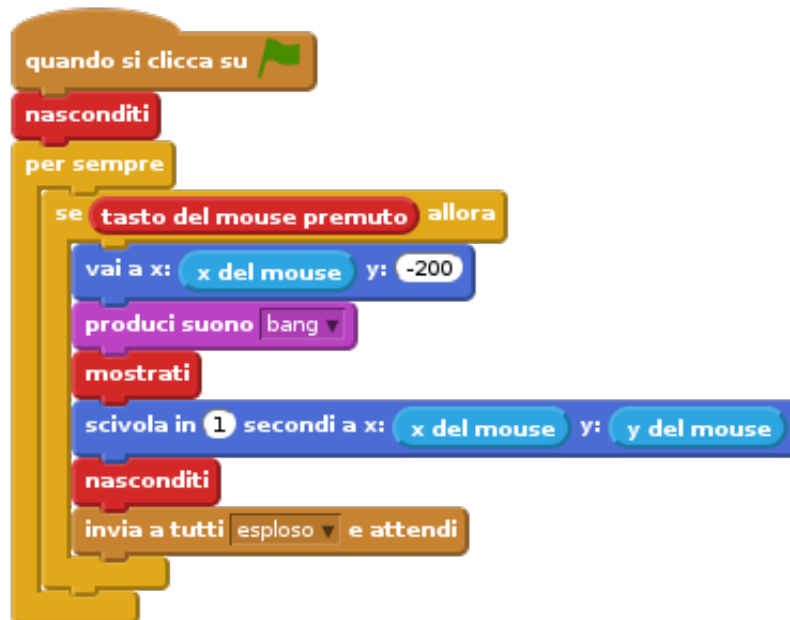 quando si clicca su
nasconditi
per sempre
se tasto del mouse premuto allora
vai a x: x del mouse y: -200
produci suono bang
mostrati
scivola in 1 secondi a x: x del mouse y: y del mouse
nasconditi
invia a tutti esploso e attendi